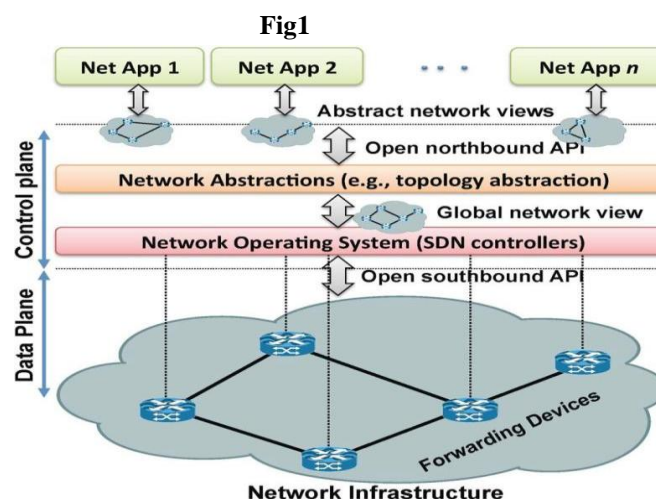 Fig1
Net App 1
Net App 2
Net App n
Abstract network views
Open northbound API
Network Abstractions (e.g., topology abstraction)
Global network view
Network Operating System (SDN controllers)
Open southbound API
Control plane
Data Plane
Forwarding Devices
Network Infrastructure